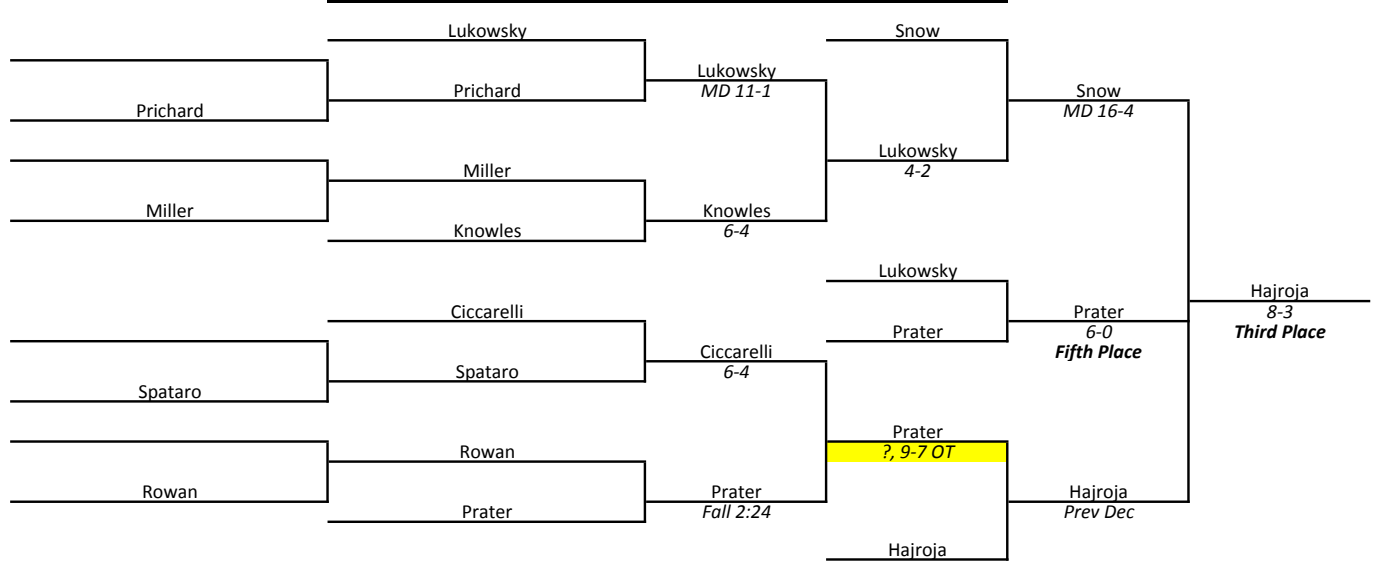 Lukowsky
Snow
Lukowsky
MD 11-1
Prichard
Snow
MD 16-4
Prichard
Lukowsky
4-2
Miller
Miller
Knowles
6-4
Knowles
Lukowsky
Hajroja
8-3
Third Place
Ciccarelli
Prater
6-0
Fifth Place
Prater
Ciccarelli
6-4
Spataro
Spataro
Prater
?, 9-7 OT
Rowan
Rowan
Prater
Fall 2:24
Hajroja
Prev Dec
Prater
Hajroja